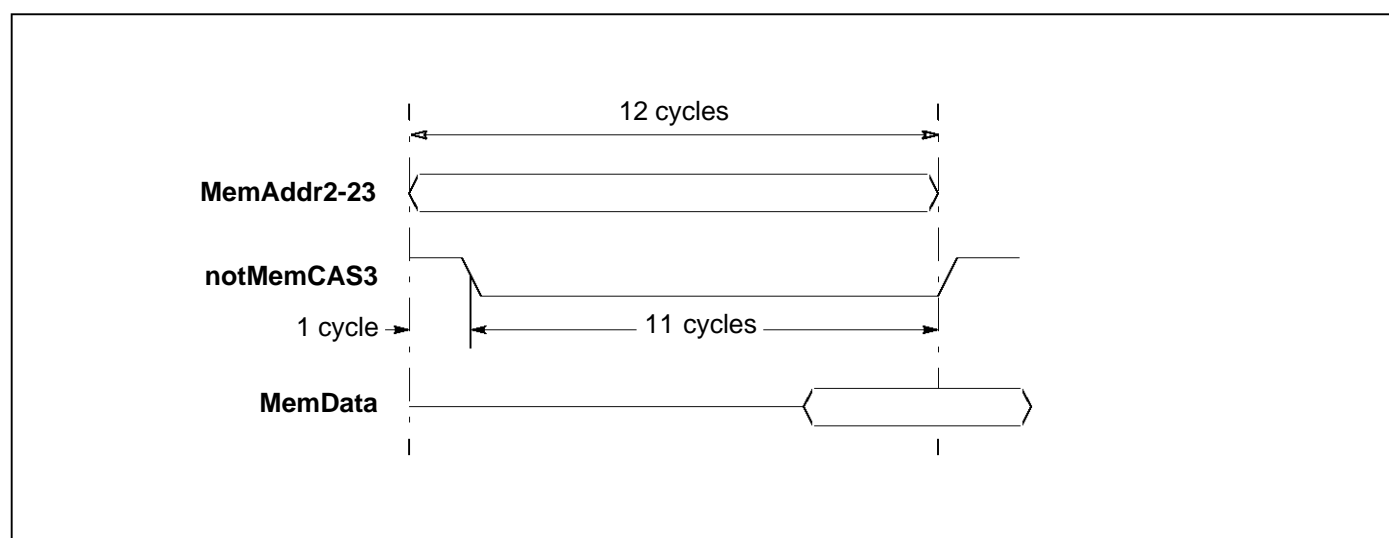 12 cycles
MemAddr2-23
notMemCAS3
1 cycle
11 cycles
MemData